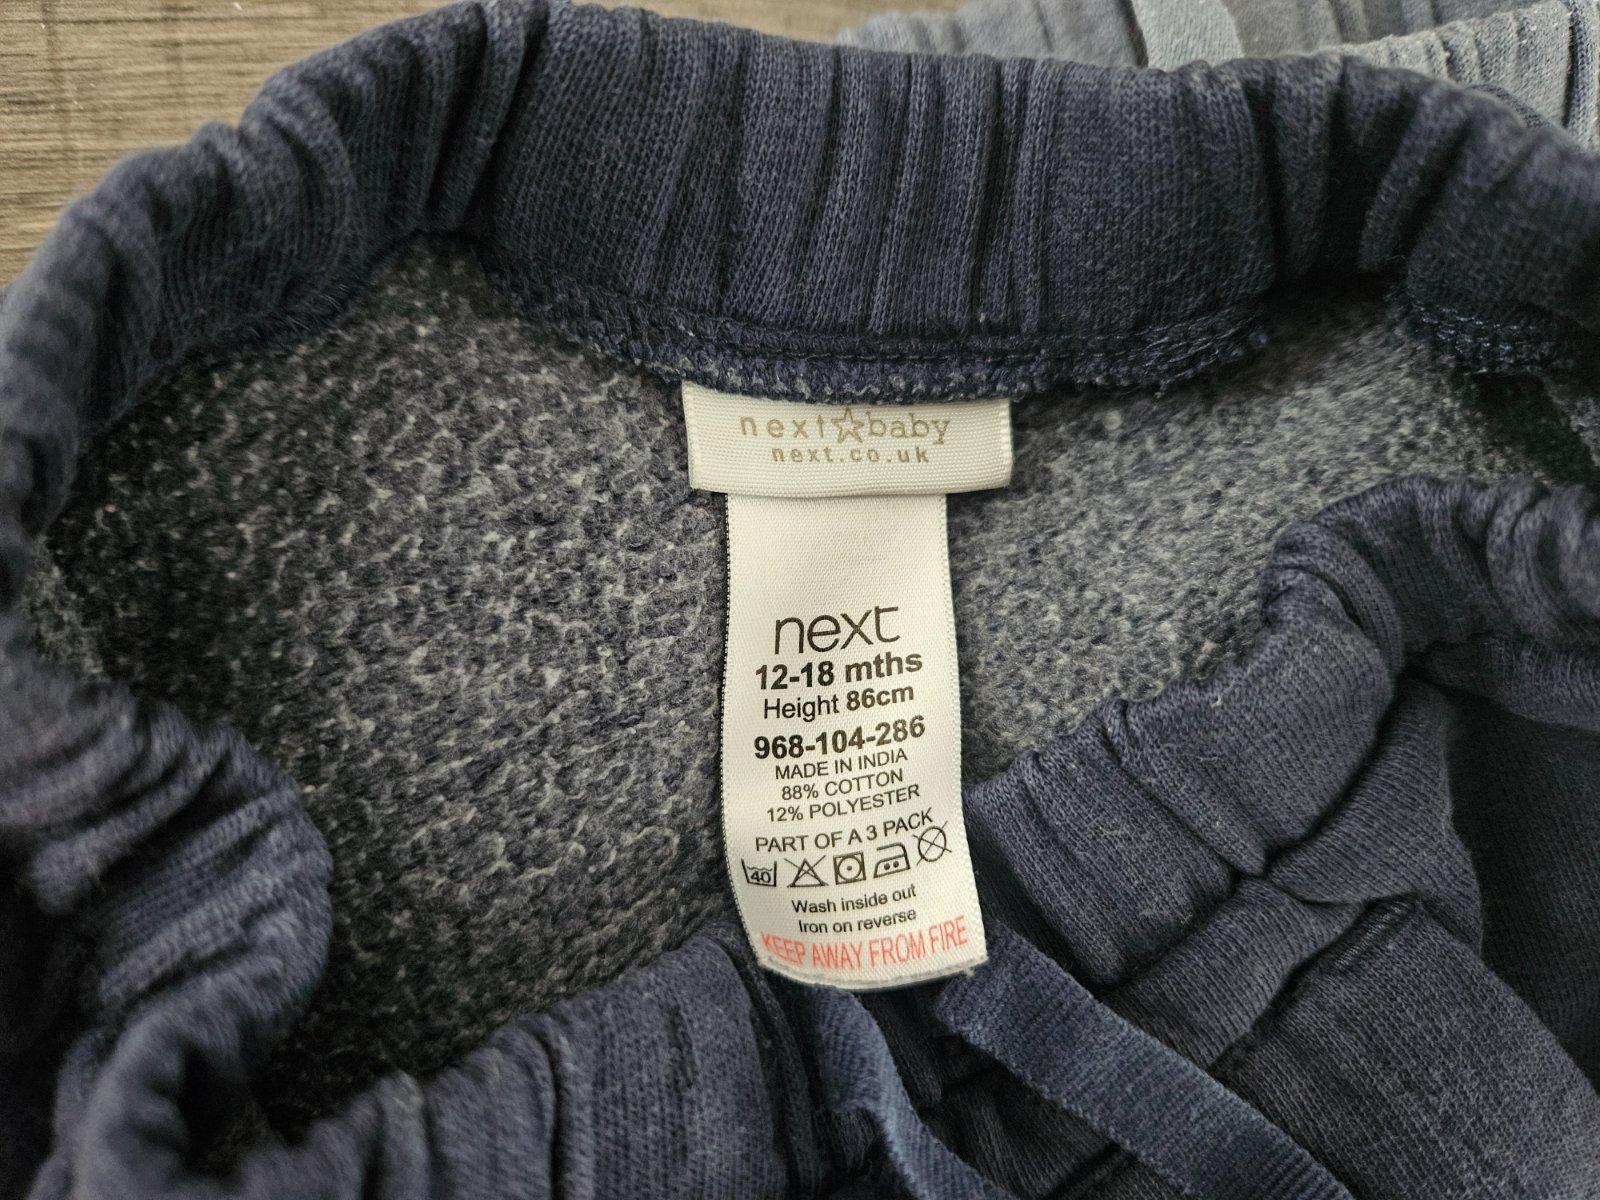 next☆baby
next.co.uk
next
12-18 mths
Height 86cm
968-104-286
MADE IN INDIA
88% COTTON
12% POLYESTER
PART OF A 3 PACK
40
Wash inside out
Iron on reverse
KEEP AWAY FROM FIRE